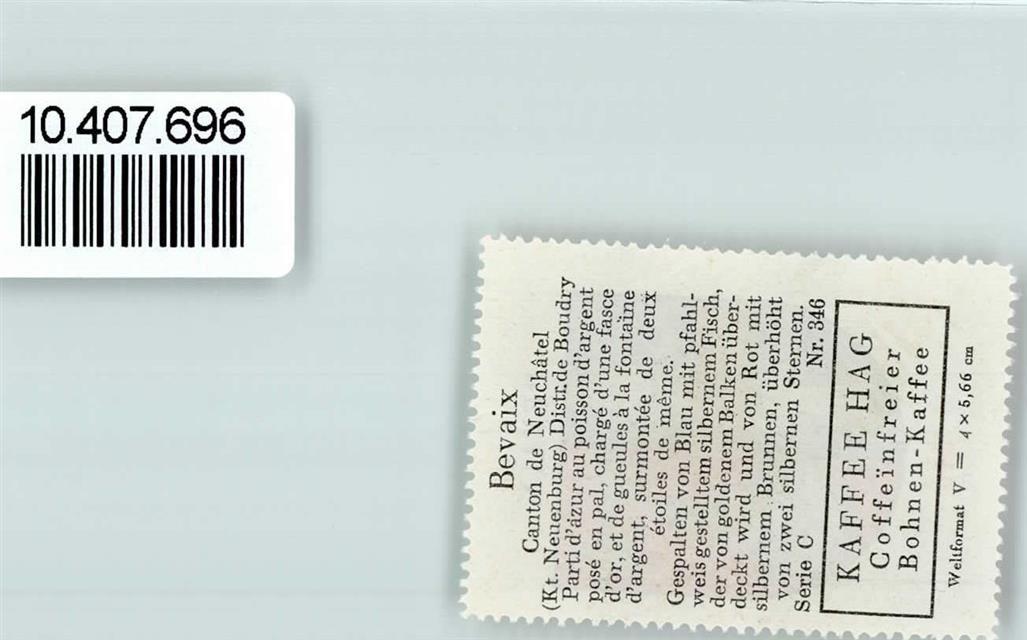 10.407.696
Bevaix
Canton de Neuchâtel
(Kt. Neuenburg) Distr. de Boudry
Parti d'azur au poisson d'argent
posé en pal, chargé d'une fasce
d'or, et de gueules à la fontaine
d'argent, surmontée de deux
étoiles de même.
Gespalten von Blau mit pfahl-
weis gestelltem silbernem Fisch,
der von goldenem Balken über-
deckt wird und von Rot mit
silbernem Brunnen, überhöht
von zwei silbernen Sternen.
Serie C Nr. 346
KAFFEE HAG
Coffeïnfreier
Bohnen-Kaffee
Weltformat V = 4 × 5,66 cm